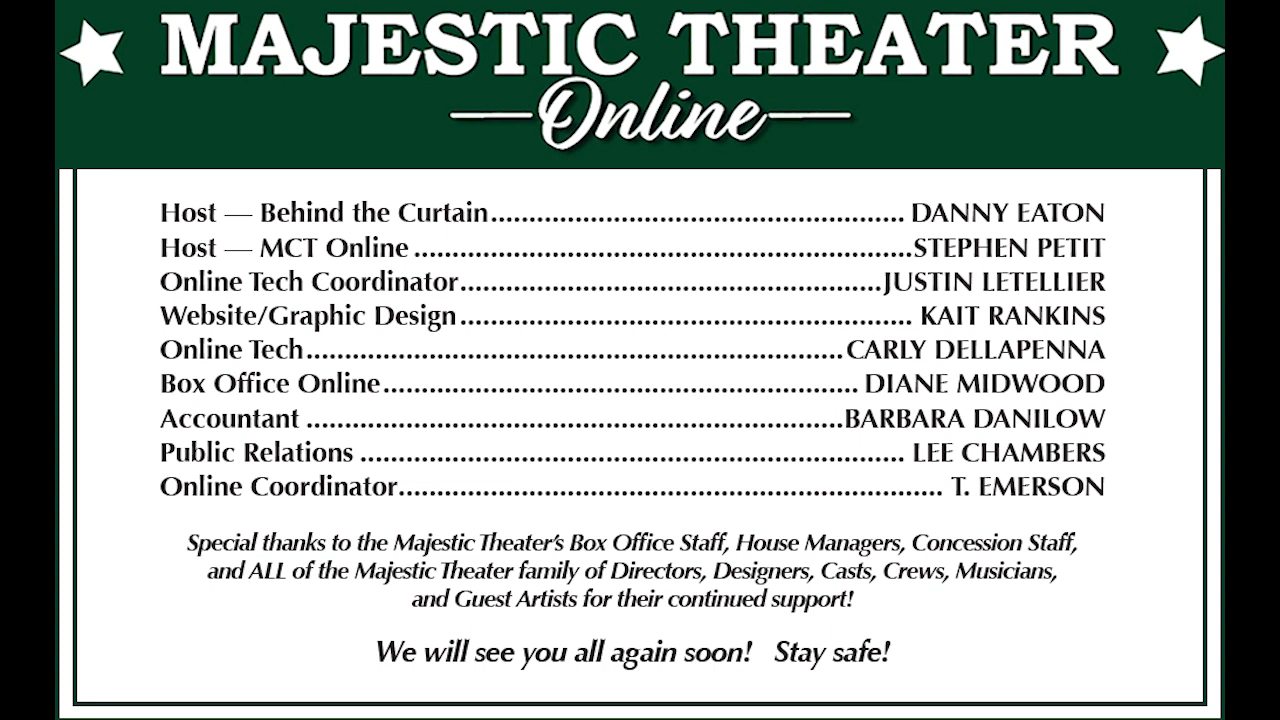 MAJESTIC THEATER
Online
Host — Behind the Curtain...................................................... DANNY EATON
Host — MCT Online .................................................................STEPHEN PETIT
Online Tech Coordinator.......................................................JUSTIN LETELLIER
Website/Graphic Design........................................................... KAIT RANKINS
Online Tech......................................................................CARLY DELLAPENNA
Box Office Online.............................................................. DIANE MIDWOOD
Accountant ......................................................................BARBARA DANILOW
Public Relations ....................................................................... LEE CHAMBERS
Online Coordinator....................................................................... T. EMERSON
Special thanks to the Majestic Theater's Box Office Staff, House Managers, Concession Staff,
and ALL of the Majestic Theater family of Directors, Designers, Casts, Crews, Musicians,
and Guest Artists for their continued support!
We will see you all again soon! Stay safe!